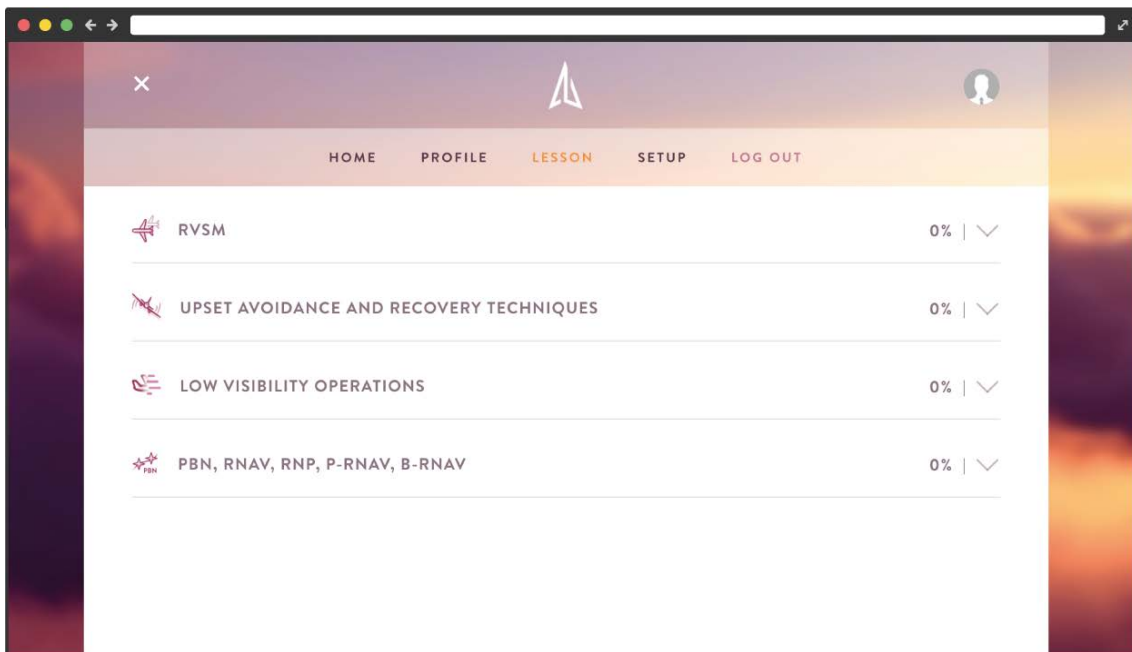 HOME PROFILE LESSON SETUP LOG OUT
RVSM 0% |
UPSET AVOIDANCE AND RECOVERY TECHNIQUES 0% |
LOW VISIBILITY OPERATIONS 0% |
PBN PBN, RNAV, RNP, P-RNAV, B-RNAV 0% |